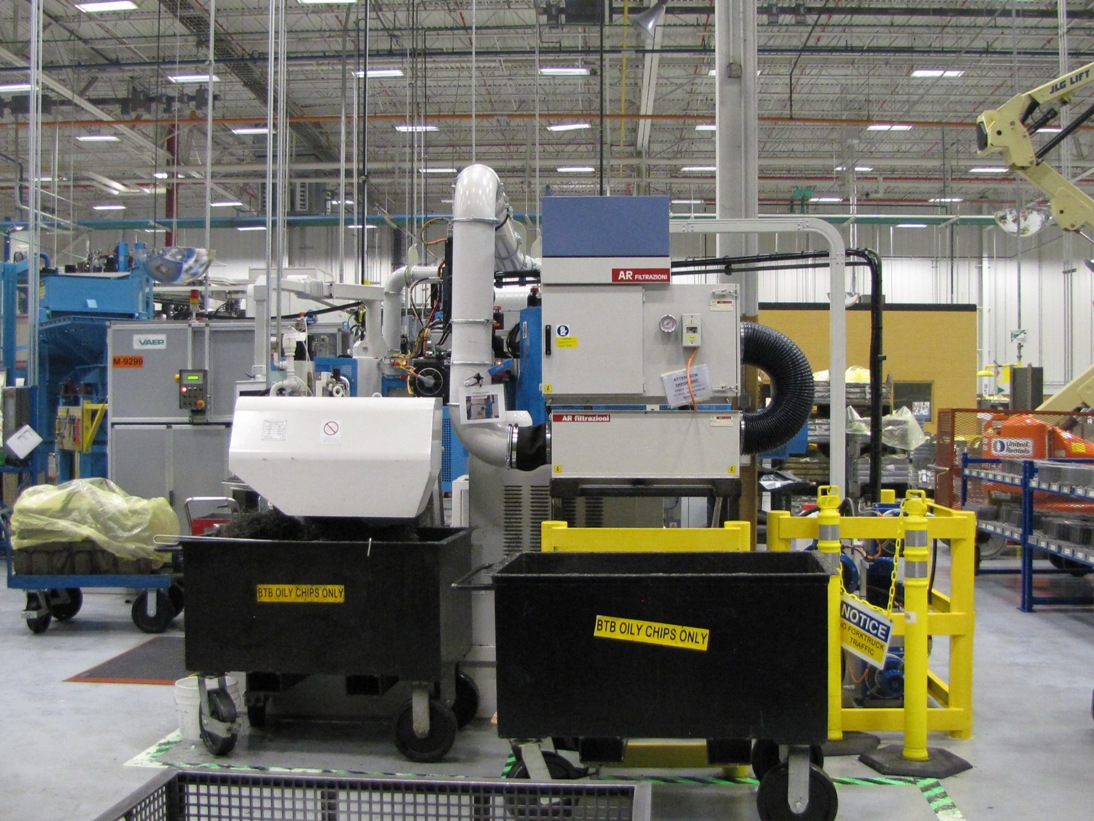 JLG LIFT
AR FILTRAZIONI
VAEP
M-9299
AR filtrazioni
United
Rentals
BTB OILY CHIPS ONLY
BTB OILY CHIPS ONLY
NOTICE
NO FORKTRUCK
TRAFFIC